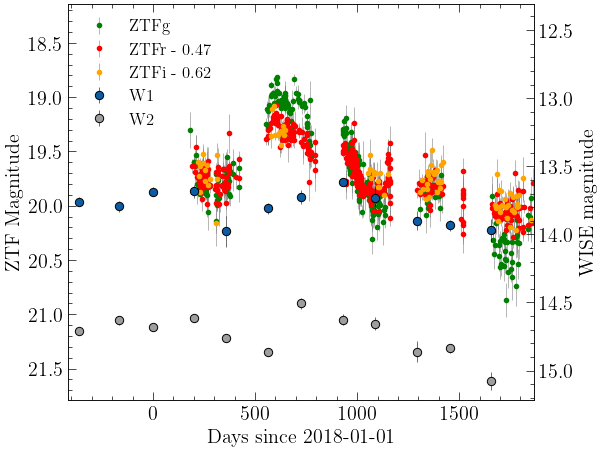 ZTFg
ZTFr - 0.47
ZTFi - 0.62
W1
W2
18.5
19.0
19.5
20.0
20.5
21.0
21.5
ZTF Magnitude
12.5
13.0
13.5
14.0
14.5
15.0
WISE magnitude
0
500
1000
1500
Days since 2018-01-01